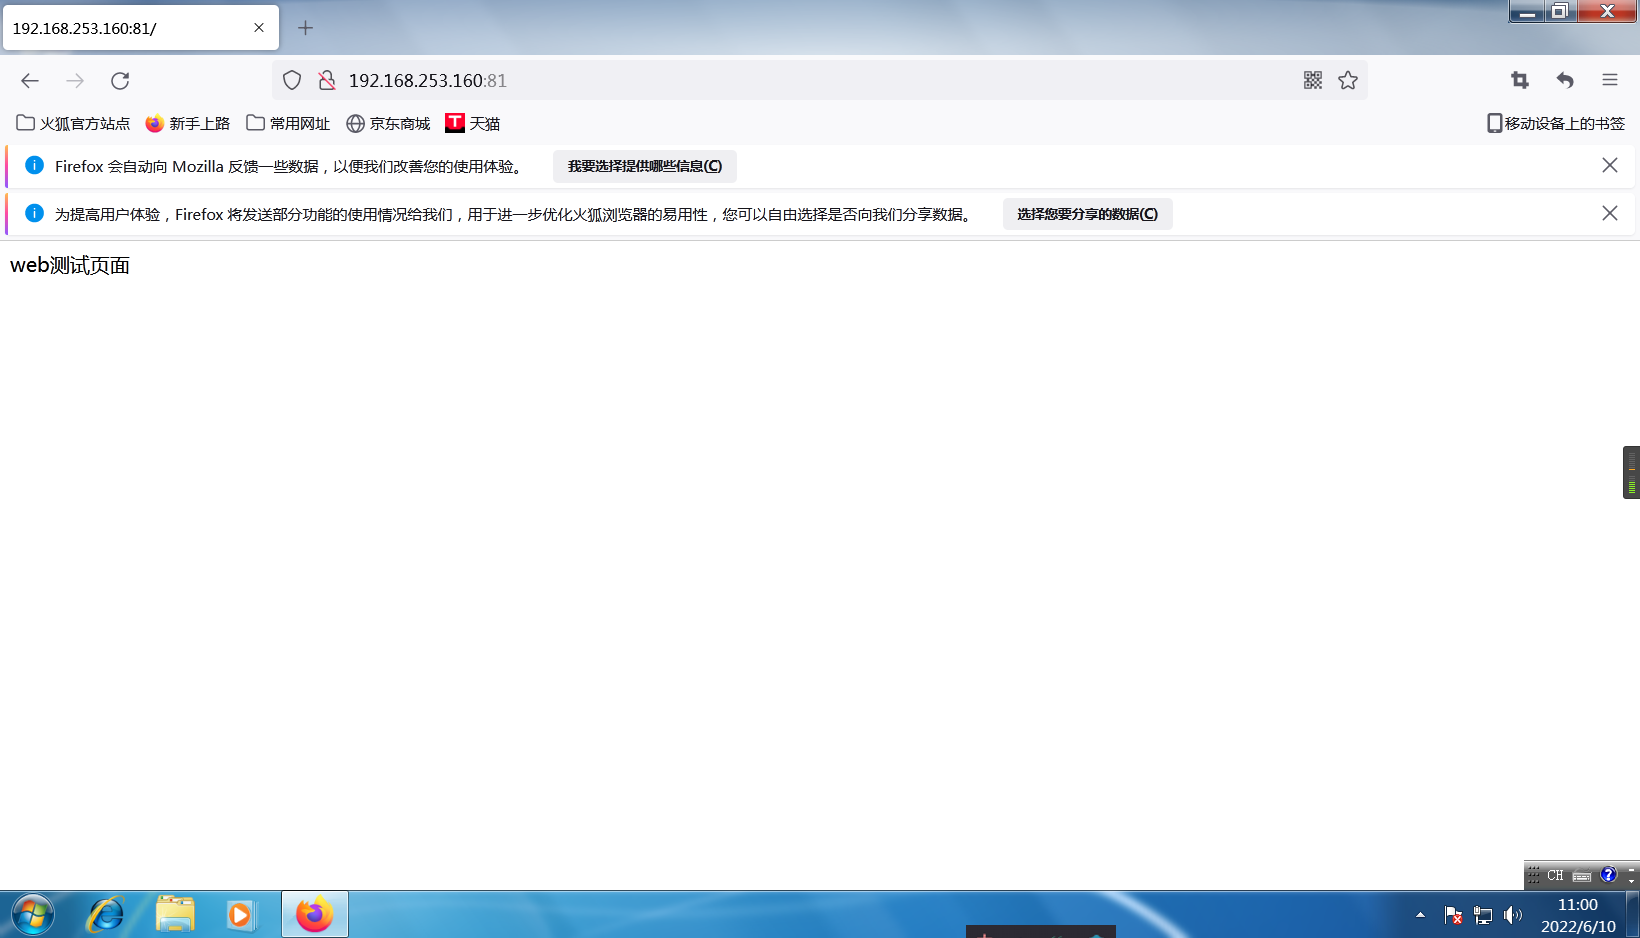 192.168.253.160:81/
192.168.253.160:81
火狐官方站点 新手上路 常用网址 京东商城 T 天猫 移动设备上的书签
Firefox 会自动向 Mozilla 反馈一些数据，以便我们改善您的使用体验。 我要选择提供哪些信息(C)
为提高用户体验，Firefox 将发送部分功能的使用情况给我们，用于进一步优化火狐浏览器的易用性，您可以自由选择是否向我们分享数据。 选择您要分享的数据(C)
web测试页面
CH
11:00
2022/6/10